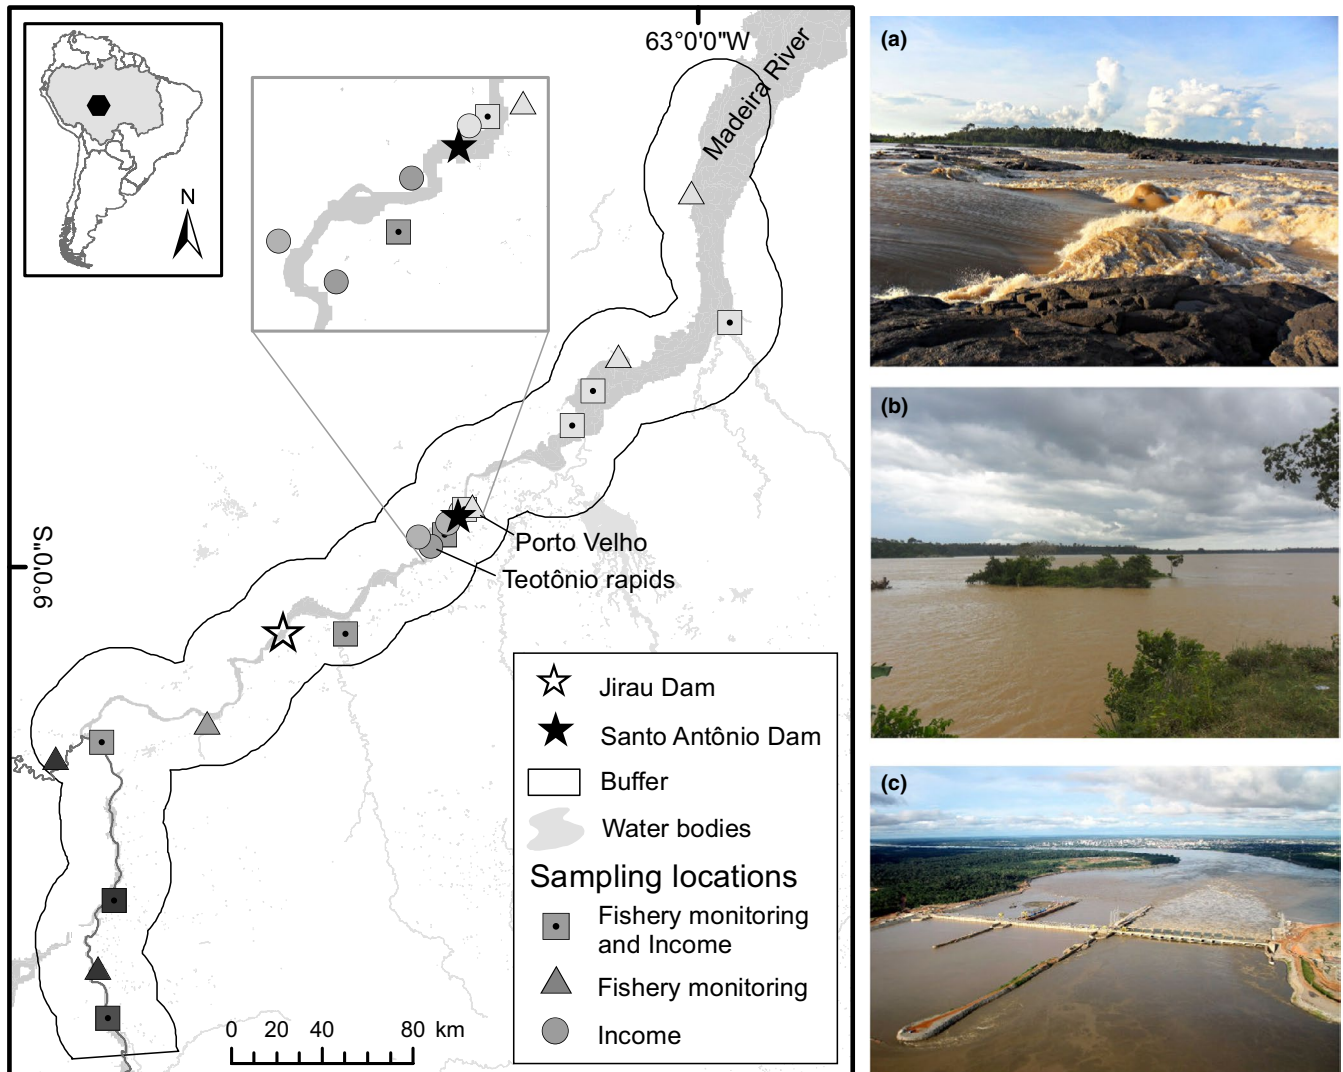 63°0'0"W
Madeira River
N
9°0'0"S
Porto Velho
Teotônio rapids
Jirau Dam
Santo Antônio Dam
Buffer
Water bodies
Sampling locations
Fishery monitoring
and Income
Fishery monitoring
Income
0 20 40 80 km
(a)
(b)
(c)